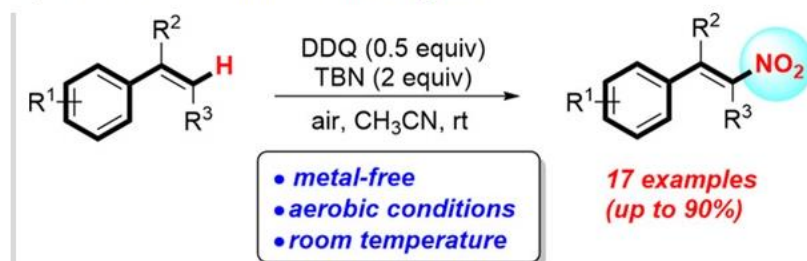 R²
H
R¹
R³
DDQ (0.5 equiv)
TBN (2 equiv)
air, CH₃CN, rt
R²
NO₂
R¹
R³
• metal-free
• aerobic conditions
• room temperature
17 examples
(up to 90%)